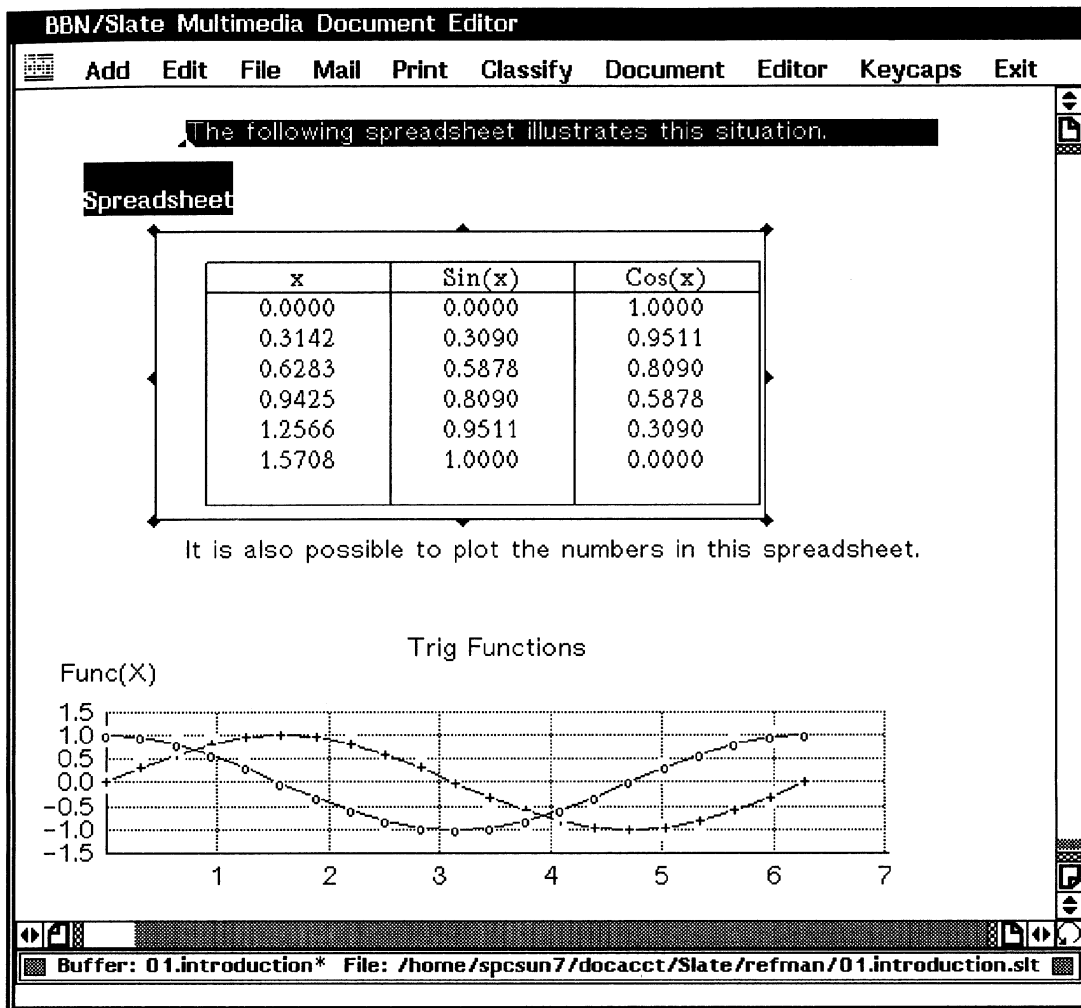 BBN/Slate Multimedia Document Editor
Add Edit File Mail Print Classify Document Editor Keycaps Exit
The following spreadsheet illustrates this situation.
Spreadsheet
x Sin(x) Cos(x)
0.0000 0.0000 1.0000
0.3142 0.3090 0.9511
0.6283 0.5878 0.8090
0.9425 0.8090 0.5878
1.2566 0.9511 0.3090
1.5708 1.0000 0.0000
It is also possible to plot the numbers in this spreadsheet.
Trig Functions
Func(X)
1.5
1.0
0.5
0.0
-0.5
-1.0
-1.5
1 2 3 4 5 6 7
Buffer: 01.introduction* File: /home/spcsun7/docacct/Slate/refman/01.introduction.slt